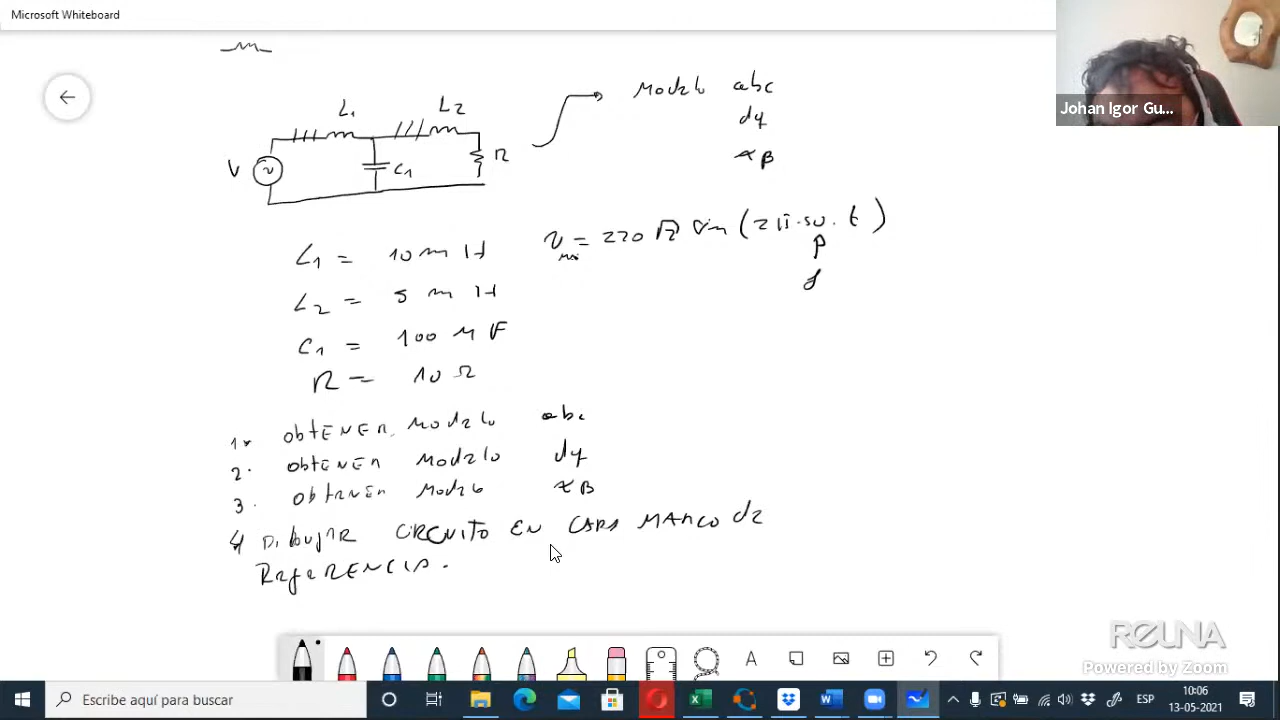 Microsoft Whiteboard
Johan Igor Gu...
L1
L2
modelo abc
dq
αβ
V
C1
R
L1 = 10 m H
L2 = 5 m H
C1 = 100 M F
R = 10 Ω
v = 220 √2 sin (2π·50·t)
f
1. obtENER modelo abc
2. obtENER modelo dq
3. obtENER modelo αβ
4 Dibujar CIRCUITO EN CADA MARCO de
REFERENCIA.
REUNA
Powered by Zoom
Escribe aquí para buscar
ESP
10:06
13-05-2021